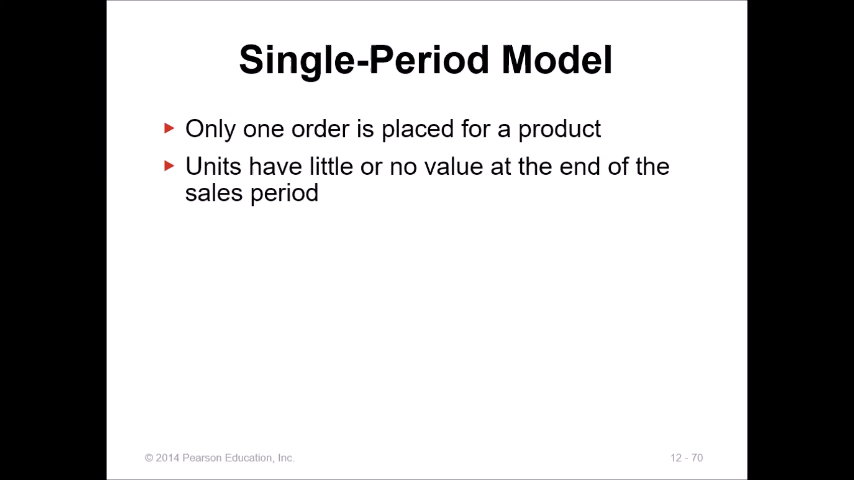 Single-Period Model
Only one order is placed for a product
Units have little or no value at the end of the
sales period
© 2014 Pearson Education, Inc.
12 - 70